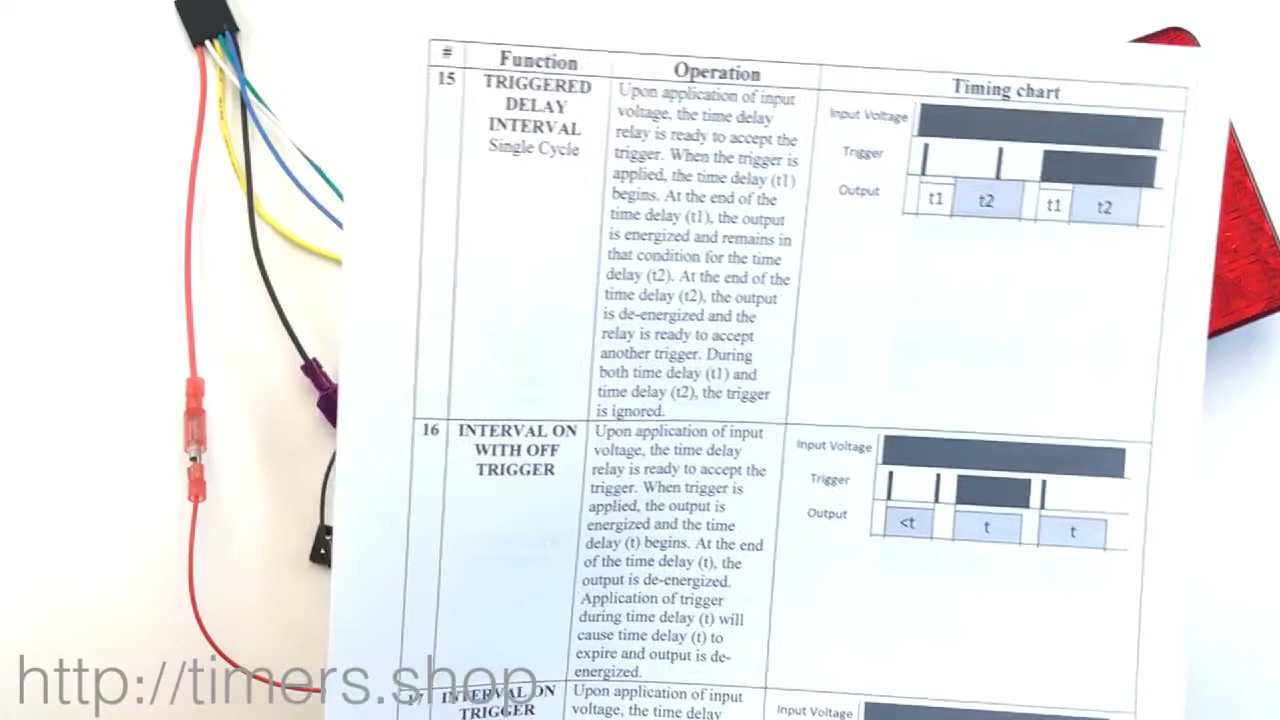 # Function Operation Timing chart
15 TRIGGERED
DELAY
INTERVAL
Single Cycle
Upon application of input
voltage, the time delay
relay is ready to accept the
trigger. When the trigger is
applied, the time delay (t1)
begins. At the end of the
time delay (t1), the output
is energized and remains in
that condition for the time
delay (t2). At the end of the
time delay (t2), the output
is de-energized and the
relay is ready to accept
another trigger. During
both time delay (t1) and
time delay (t2), the trigger
is ignored.
Input Voltage
Trigger
Output
t1 t2 t1 t2
16 INTERVAL ON
WITH OFF
TRIGGER
Upon application of input
voltage, the time delay
relay is ready to accept the
trigger. When trigger is
applied, the output is
energized and the time
delay (t) begins. At the end
of the time delay (t), the
output is de-energized.
Application of trigger
during time delay (t) will
cause time delay (t) to
expire and output is de-
energized.
Input Voltage
Trigger
Output
<t t t
17 INTERVAL ON
TRIGGER
Upon application of input
voltage, the time delay
Input Voltage
http://timers.shop